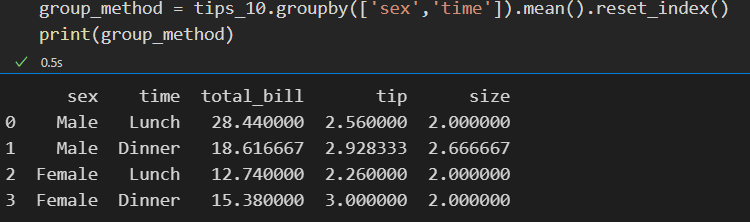 group_method = tips_10.groupby(['sex','time']).mean().reset_index()
print(group_method)
✓ 0.5s
sex time total_bill tip size
0 Male Lunch 28.440000 2.560000 2.000000
1 Male Dinner 18.616667 2.928333 2.666667
2 Female Lunch 12.740000 2.260000 2.000000
3 Female Dinner 15.380000 3.000000 2.000000